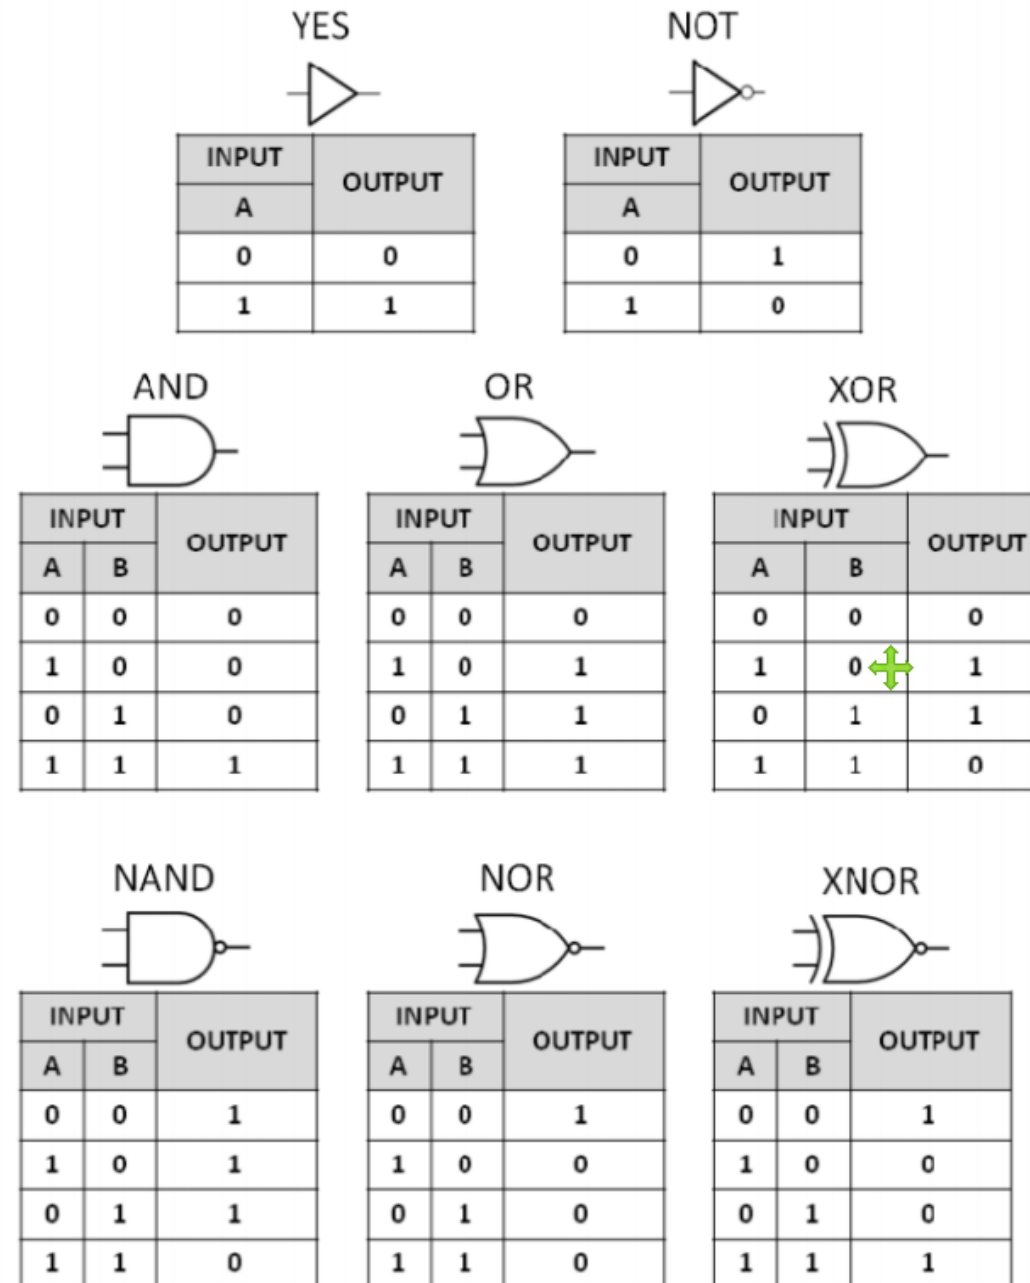 YES NOT
INPUT OUTPUT INPUT OUTPUT
A A
0 0 0 1
1 1 1 0
AND OR XOR
INPUT OUTPUT INPUT OUTPUT INPUT OUTPUT
A B A B A B
0 0 0 0 0 0 0 0 0
1 0 0 1 0 1 1 0 1
0 1 0 0 1 1 0 1 1
1 1 1 1 1 1 1 1 0
NAND NOR XNOR
INPUT OUTPUT INPUT OUTPUT INPUT OUTPUT
A B A B A B
0 0 1 0 0 1 0 0 1
1 0 1 1 0 0 1 0 0
0 1 1 0 1 0 0 1 0
1 1 0 1 1 0 1 1 1